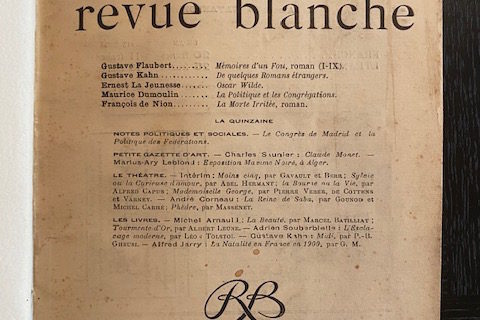 revue blanche
Gustave Flaubert.......... Mémoires d'un Fou, roman (I-IX).
Gustave Kahn............ De quelques Romans étrangers.
Ernest La Jeunesse...... Oscar Wilde.
Maurice Dumoulin...... La Politique et les Congrégations.
François de Nion........ La Morte Irritée, roman.
LA QUINZAINE
NOTES POLITIQUES ET SOCIALES. — Le Congrès de Madrid et la
Politique des Fédérations.
PETITE GAZETTE D'ART. — Charles Saunier : Claude Monet. —
Marius-Ary Leblond : Exposition Maxime Noiré, à Alger.
LE THÉATRE. — Intérim : Moins cinq, par GAVAULT et BERR; Sylvie
ou la Curieuse d'amour, par ABEL HERMANT; la Bourse ou la Vie, par
ALFRED CAPUS; Mademoiselle George, par PIERRE VEBER, DE COTTENS
et VARNEY. — André Corneau : La Reine de Saba, par GOUNOD et
MICHEL CARRÉ; Phèdre, par MASSENET.
LES LIVRES. — Michel Arnauld : La Beauté, par MARCEL BATILLIAT;
Tourmente d'Or, par ALBERT LEUNE. — Adrien Souberbielle : L'Escla-
vage moderne, par LÉON TOLSTOÏ. — Gustave Kahn : Midi, par P.-B.
GHEUSI. — Alfred Jarry : La Natalité en France en 1900, par G. M.
RB